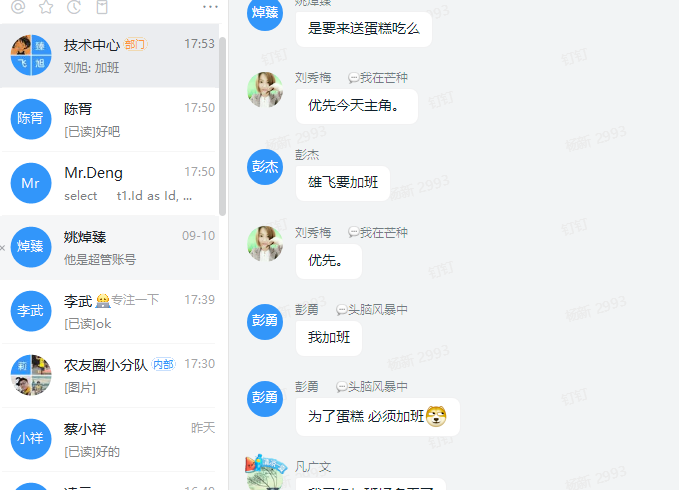 技术中心 部门 17:53
刘旭: 加班
陈胥 17:50
[已读]好吧
Mr.Deng 17:50
select t1.Id as Id, ...
姚焯臻 09-10
他是超管账号
李武 专注一下 17:39
[已读]ok
农友圈小分队 内部 17:30
[图片]
蔡小祥 昨天
[已读]好的
臻
飞 旭
陈胥
Mr
焯臻
李武
莉
小祥
焯臻
是要来送蛋糕吃么
刘秀梅 我在芒种
优先今天主角。
彭杰
彭杰
雄飞要加班
刘秀梅 我在芒种
优先。
彭勇 头脑风暴中
彭勇
我加班
彭勇 头脑风暴中
彭勇
为了蛋糕 必须加班
凡广文
钉钉
2993